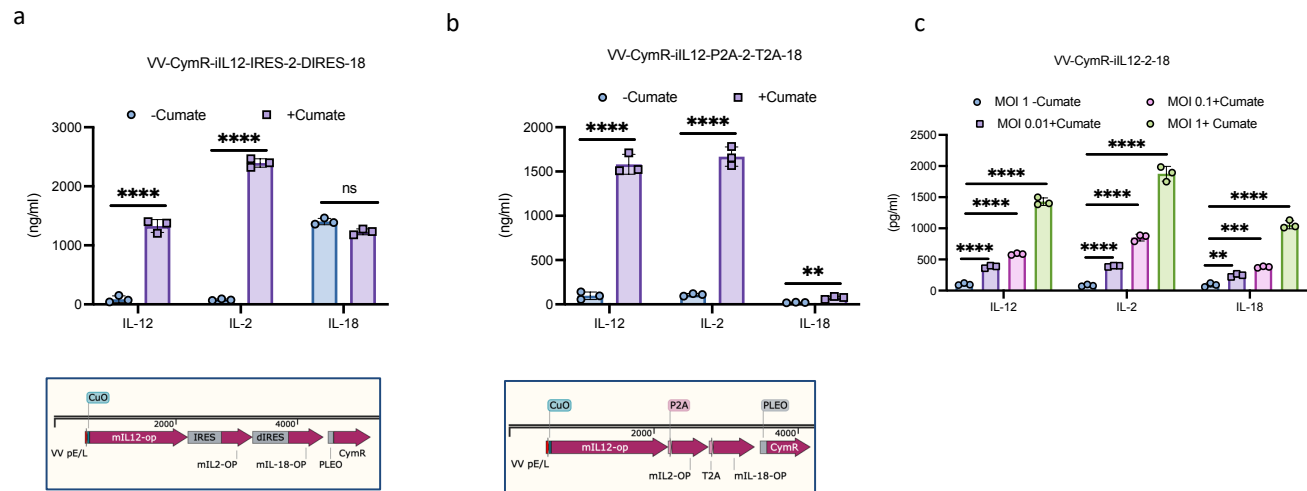 a
VV-CymR-iIL12-IRES-2-DIRES-18
-Cumate
+Cumate
3000
2000
1000
0
(ng/ml)
****
****
ns
IL-12
IL-2
IL-18
CuO
2000
4000
mIL12-op
IRES
dIRES
VV pE/L
mIL2-OP
mIL-18-OP
PLEO
CymR
b
VV-CymR-iIL12-P2A-2-T2A-18
-Cumate
+Cumate
2000
1500
1000
500
0
(ng/ml)
****
****
**
IL-12
IL-2
IL-18
CuO
P2A
PLEO
2000
4000
mIL12-op
CymR
VV pE/L
mIL2-OP
T2A
mIL-18-OP
c
VV-CymR-iIL12-2-18
MOI 1 -Cumate
MOI 0.1+Cumate
MOI 0.01+Cumate
MOI 1+ Cumate
2500
2000
1500
1000
500
0
(pg/ml)
****
****
****
****
****
****
****
***
**
IL-12
IL-2
IL-18